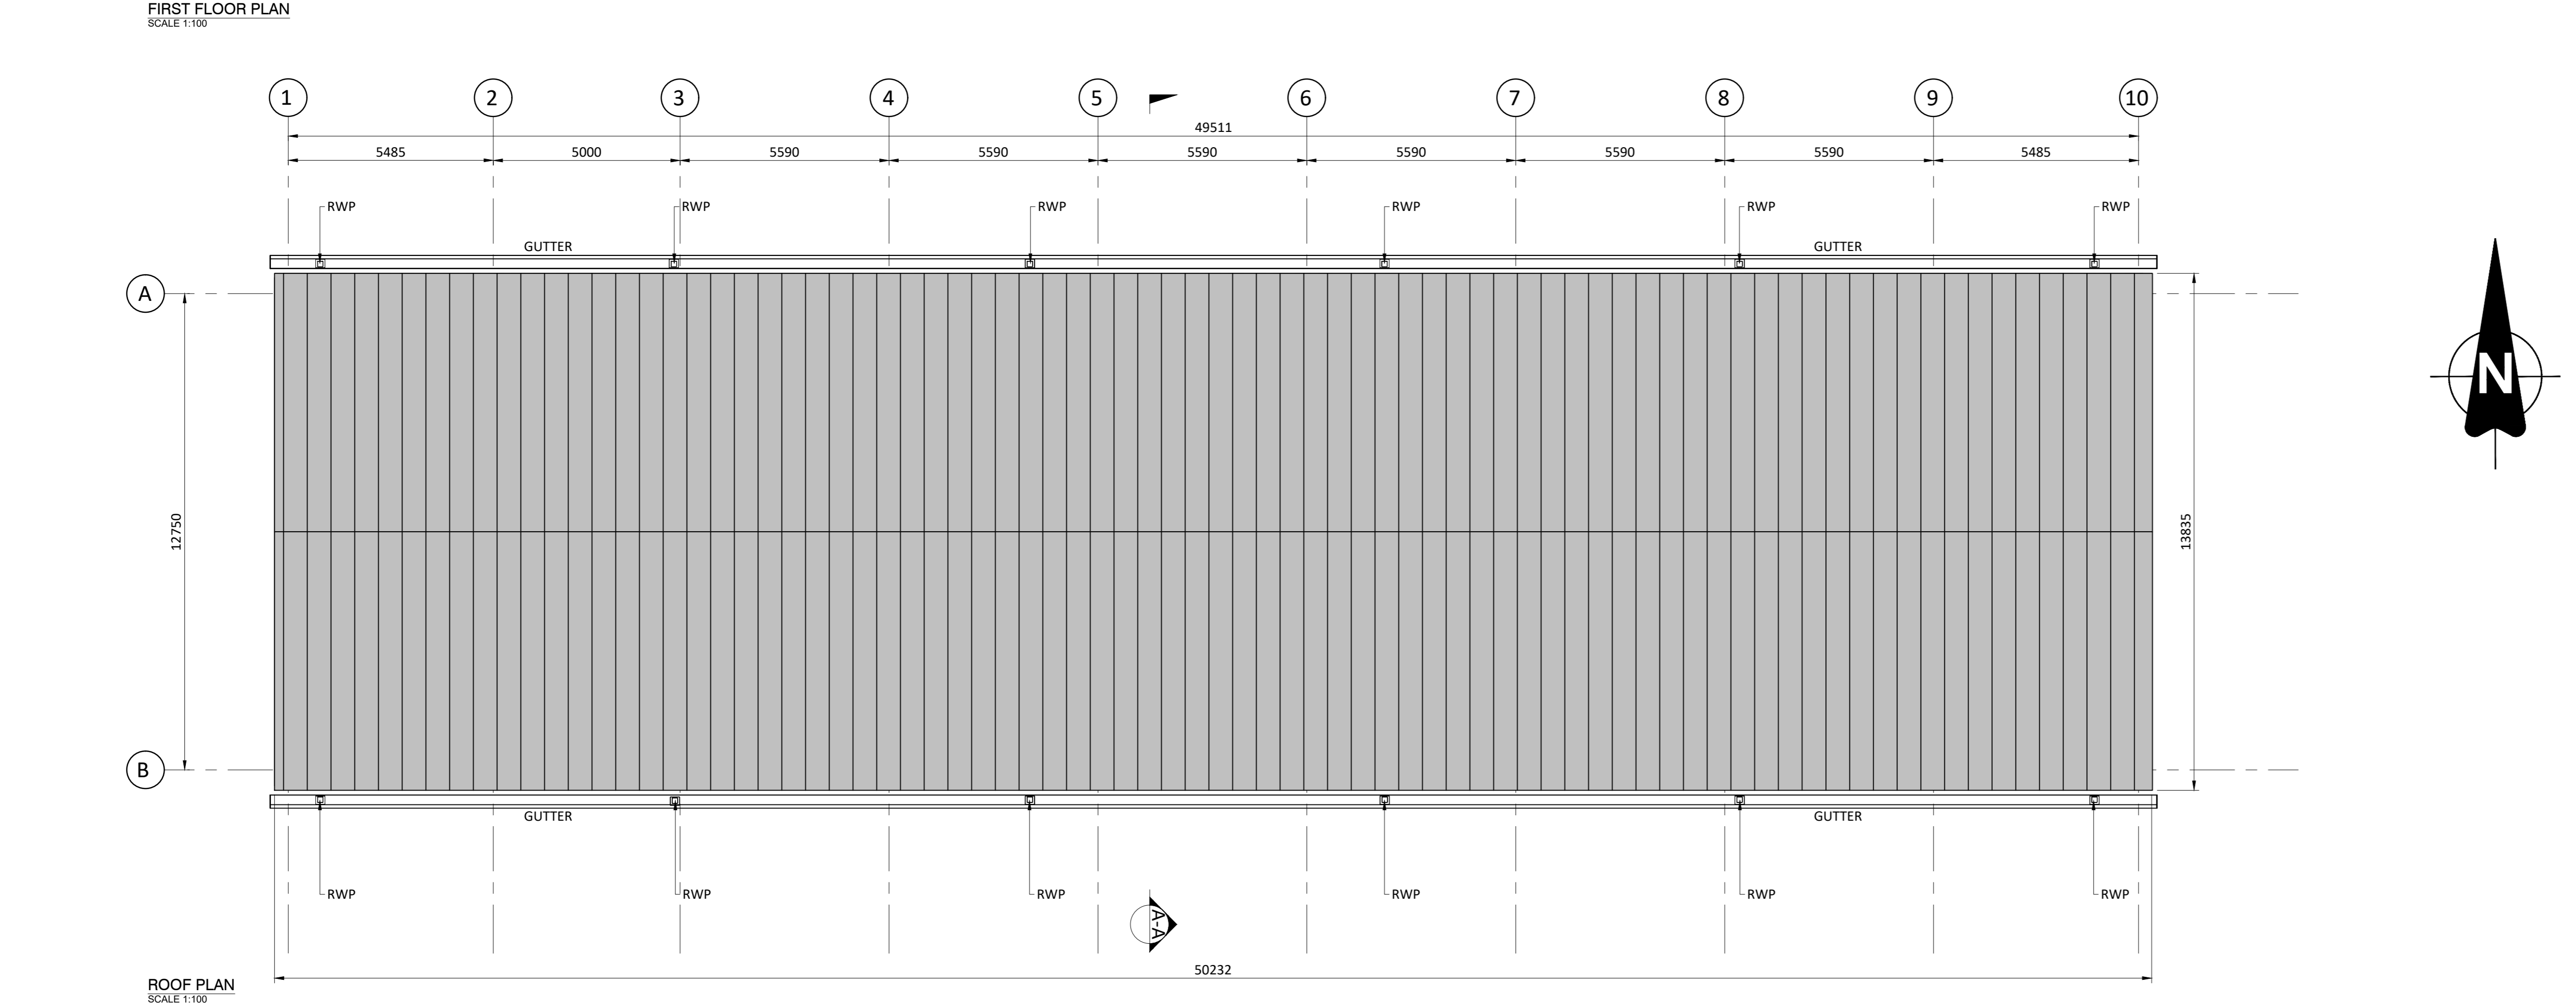 FIRST FLOOR PLAN
SCALE 1:100
1 2 3 4 5 6 7 8 9 10
49511
5485 5000 5590 5590 5590 5590 5590 5590 5485
RWP RWP RWP RWP RWP RWP
GUTTER GUTTER
A
N
12750
13835
B
GUTTER GUTTER
RWP RWP RWP RWP RWP RWP
A-A
50232
ROOF PLAN
SCALE 1:100